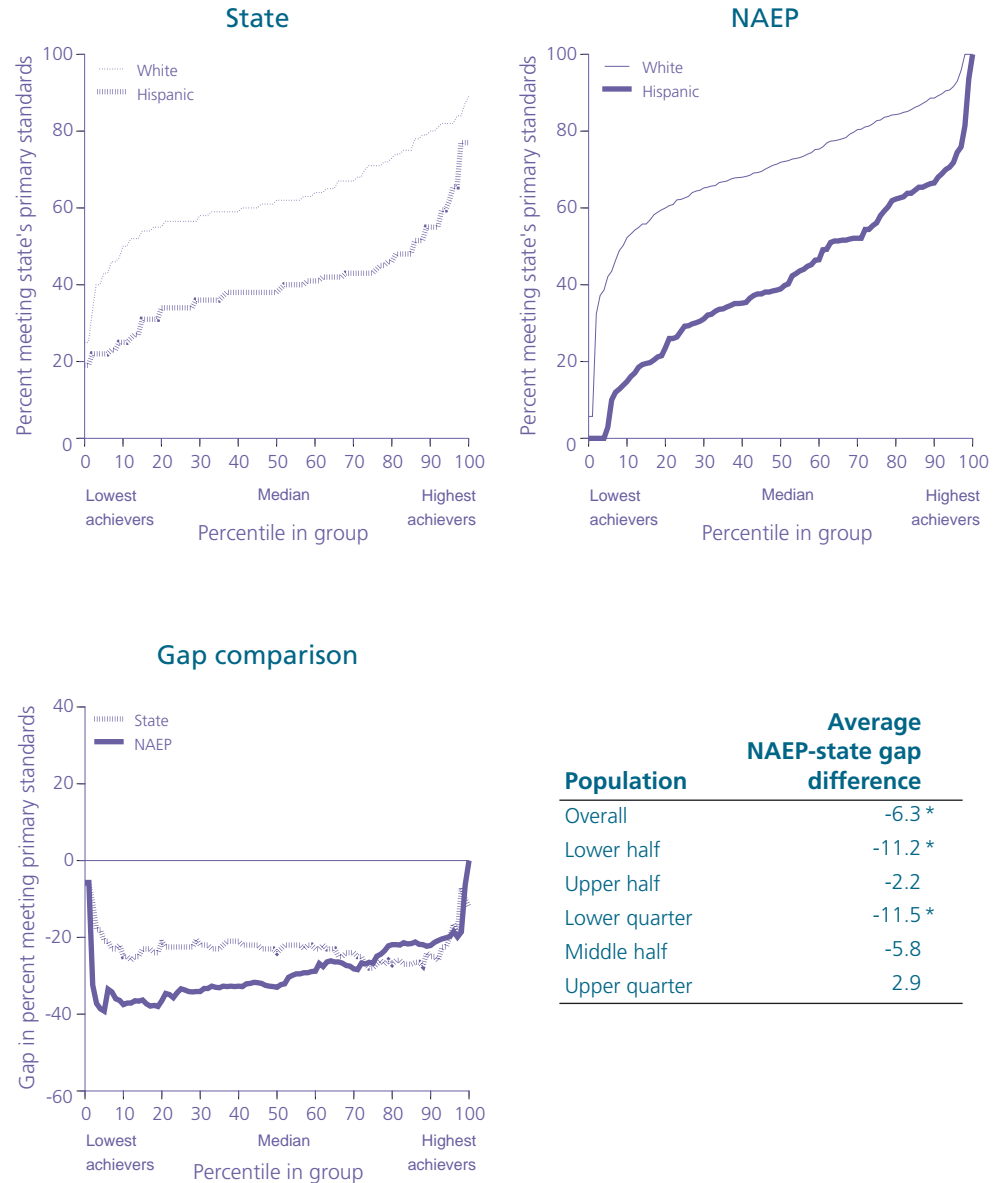 State
Percent meeting state's primary standards
100
80
60
40
20
0
White
Hispanic
0 10 20 30 40 50 60 70 80 90 100
Lowest achievers
Median
Highest achievers
Percentile in group
NAEP
Percent meeting state's primary standards
100
80
60
40
20
0
White
Hispanic
0 10 20 30 40 50 60 70 80 90 100
Lowest achievers
Median
Highest achievers
Percentile in group
Gap comparison
Gap in percent meeting primary standards
40
20
0
-20
-40
-60
State
NAEP
0 10 20 30 40 50 60 70 80 90 100
Lowest achievers
Median
Highest achievers
Percentile in group
Average
NAEP-state gap
Population difference
Overall -6.3 *
Lower half -11.2 *
Upper half -2.2
Lower quarter -11.5 *
Middle half -5.8
Upper quarter 2.9